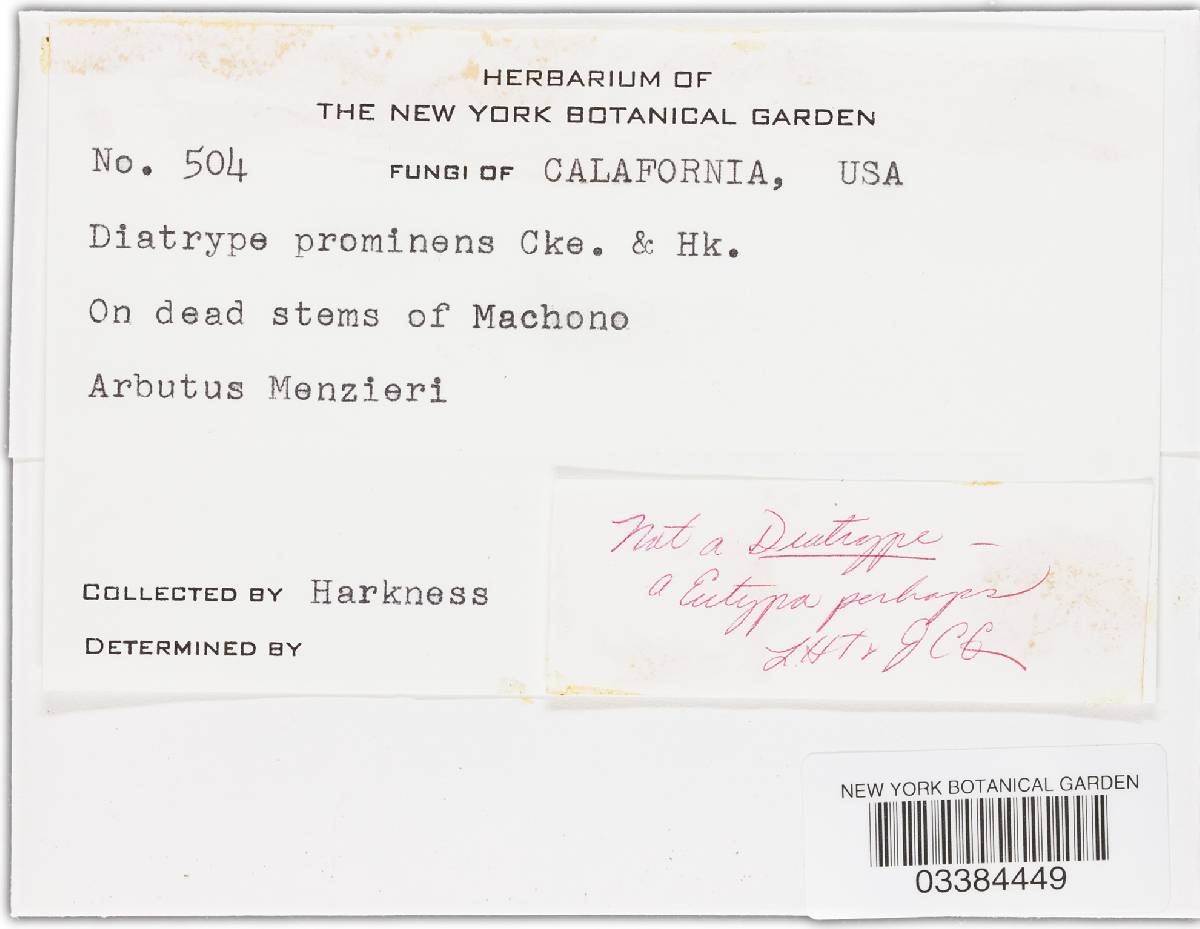 HERBARIUM OF
THE NEW YORK BOTANICAL GARDEN
No. 504 FUNGI OF CALAFORNIA, USA
Diatrype prominens Cke. & Hk.
On dead stems of Machono
Arbutus Menzieri
Not a Diatrype —
a Eutypa perhaps
LHT & JCG
COLLECTED BY Harkness
DETERMINED BY
NEW YORK BOTANICAL GARDEN
03384449